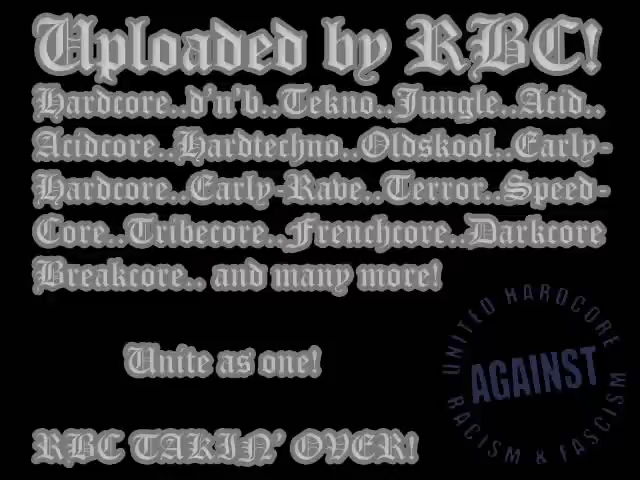 Uploaded by RBC!
Hardcore..d'n'b..Tekno..Jungle..Acid..
Acidcore..Hardtechno..Oldskool..Early-
Hardcore..Early-Rave..Terror..Speed-
Core..Tribecore..Frenchcore..Darkcore
Breakcore.. and many more!
Unite as one!
RBC TAKIN' OVER!
UNITED HARDCORE
AGAINST
RACISM & FASCISM